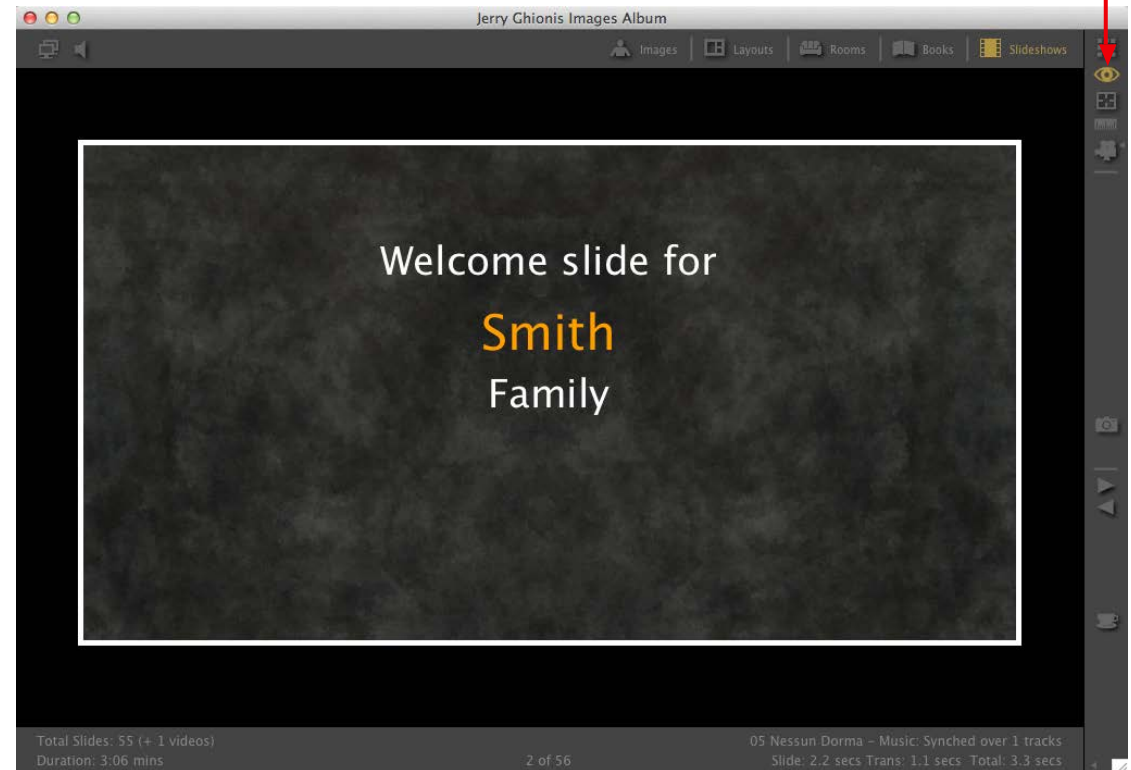 Jerry Ghionis Images Album
Images Layouts Rooms Books Slideshows
Welcome slide for
Smith
Family
Total Slides: 55 (+ 1 videos)
05 Nessun Dorma – Music: Synched over 1 tracks
Duration: 3:06 mins
2 of 56
Slide: 2.2 secs Trans: 1.1 secs Total: 3.3 secs